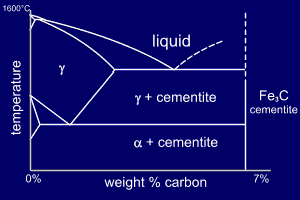 1600°C
liquid
γ
temperature
γ + cementite
Fe₃C
cementite
α + cementite
0%
weight % carbon
7%